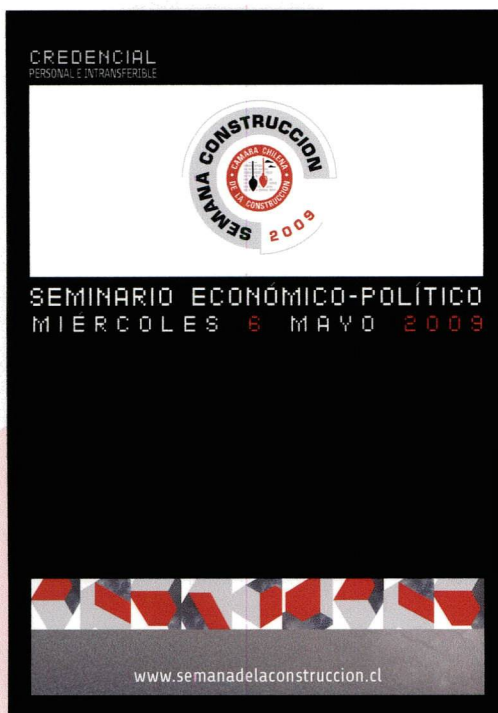 CREDENCIAL
PERSONAL E INTRANSFERIBLE
SEMANA CONSTRUCCION
2009
CAMARA CHILENA
DE LA CONSTRUCCION
SEMINARIO ECONÓMICO-POLÍTICO
MIÉRCOLES 6 MAYO 2009
www.semanadelaconstruccion.cl